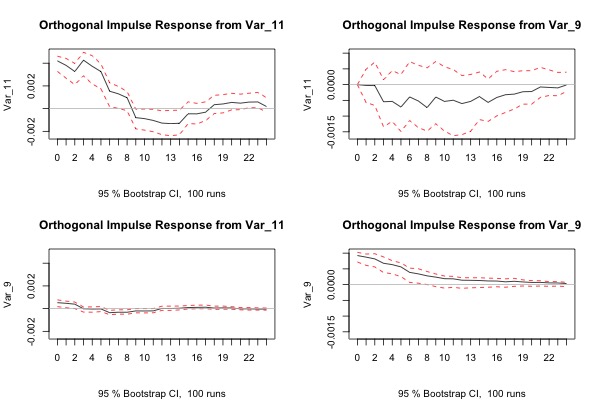 Orthogonal Impulse Response from Var_11
Var_11
0.002
-0.002
0 2 4 6 8 10 13 16 19 22
95 % Bootstrap CI, 100 runs
Orthogonal Impulse Response from Var_9
Var_11
0.0000
-0.0015
0 2 4 6 8 10 13 16 19 22
95 % Bootstrap CI, 100 runs
Orthogonal Impulse Response from Var_11
Var_9
0.002
-0.002
0 2 4 6 8 10 13 16 19 22
95 % Bootstrap CI, 100 runs
Orthogonal Impulse Response from Var_9
Var_9
0.0000
-0.0015
0 2 4 6 8 10 13 16 19 22
95 % Bootstrap CI, 100 runs